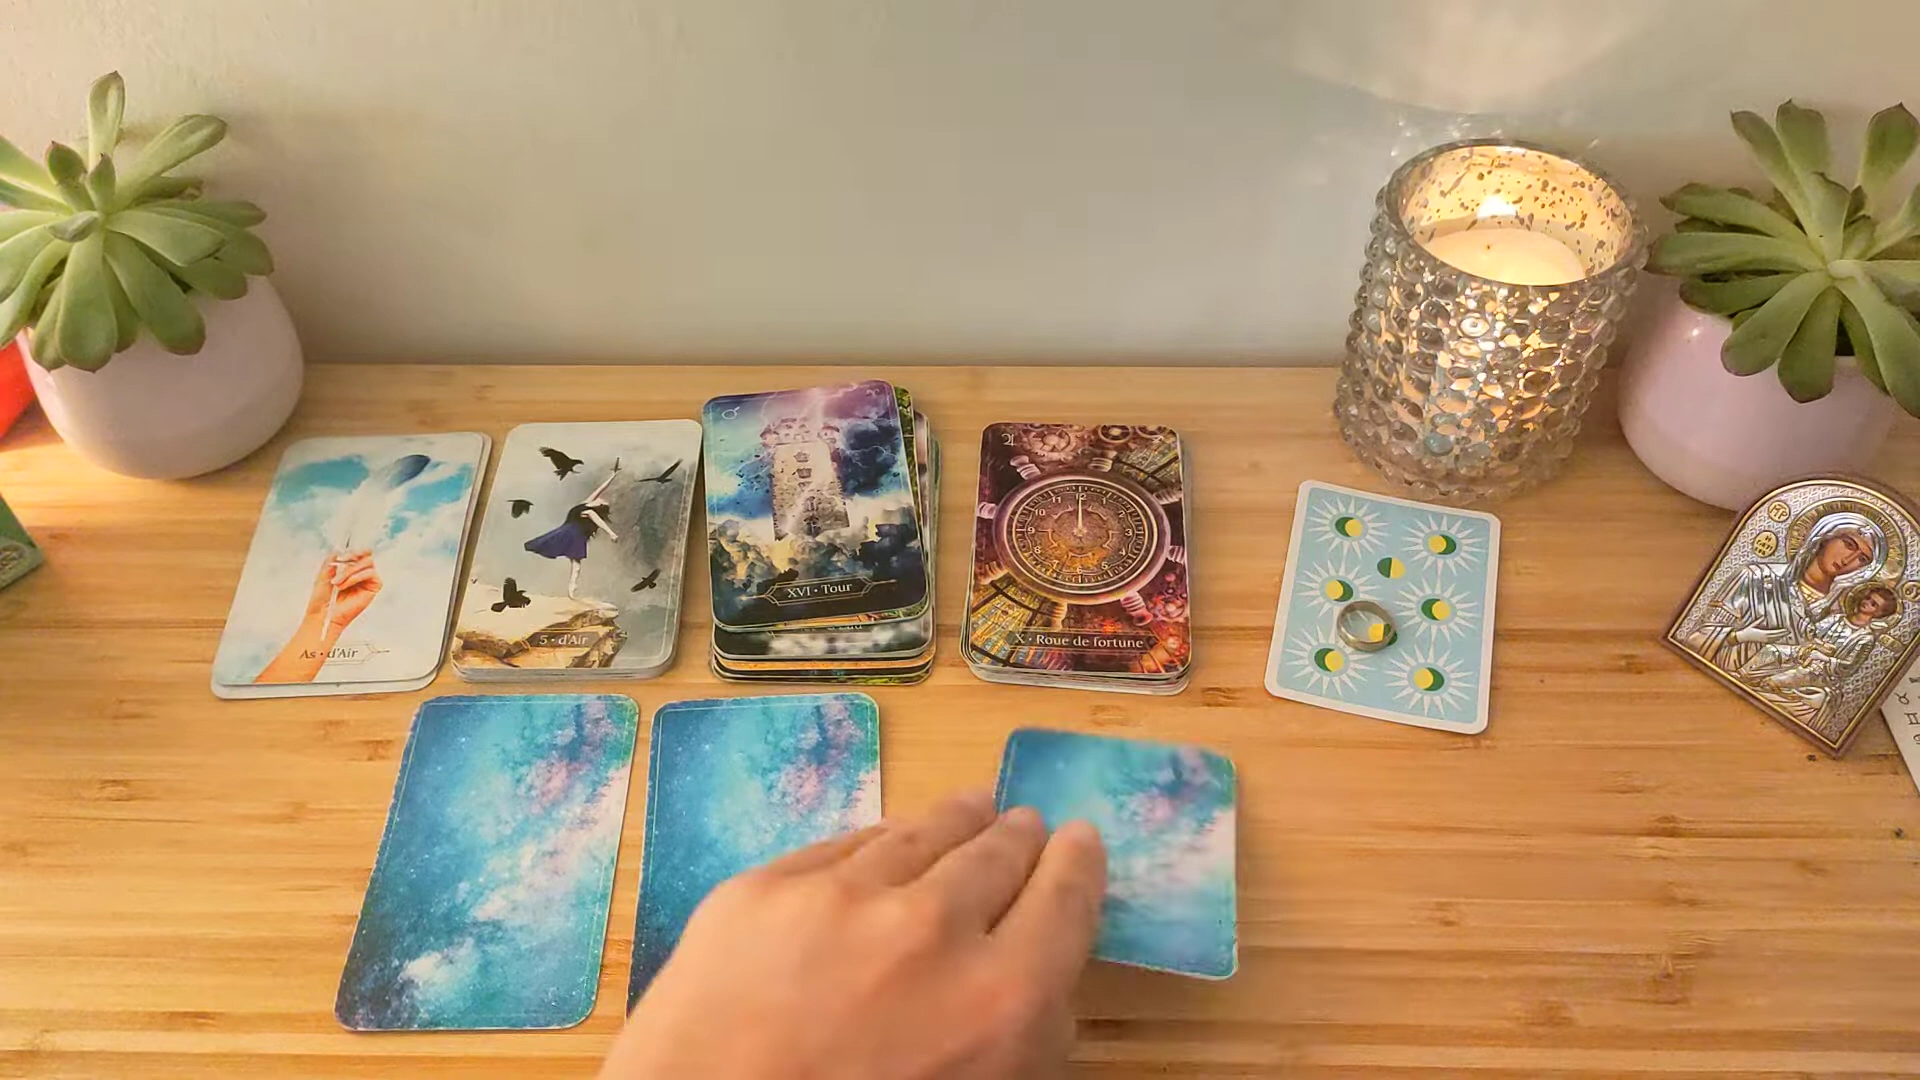 As • d'Air
5 • d'Air
XVI • Tour
X • Roue de fortune